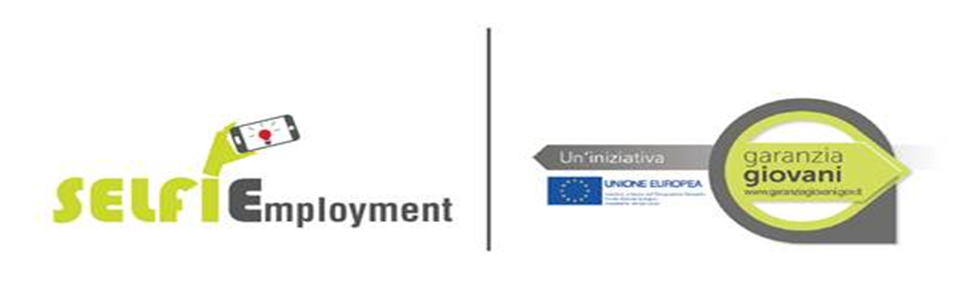 SELFIEmployment
Un'iniziativa
UNIONE EUROPEA
garanzia
giovani
www.garanziagiovani.gov.it